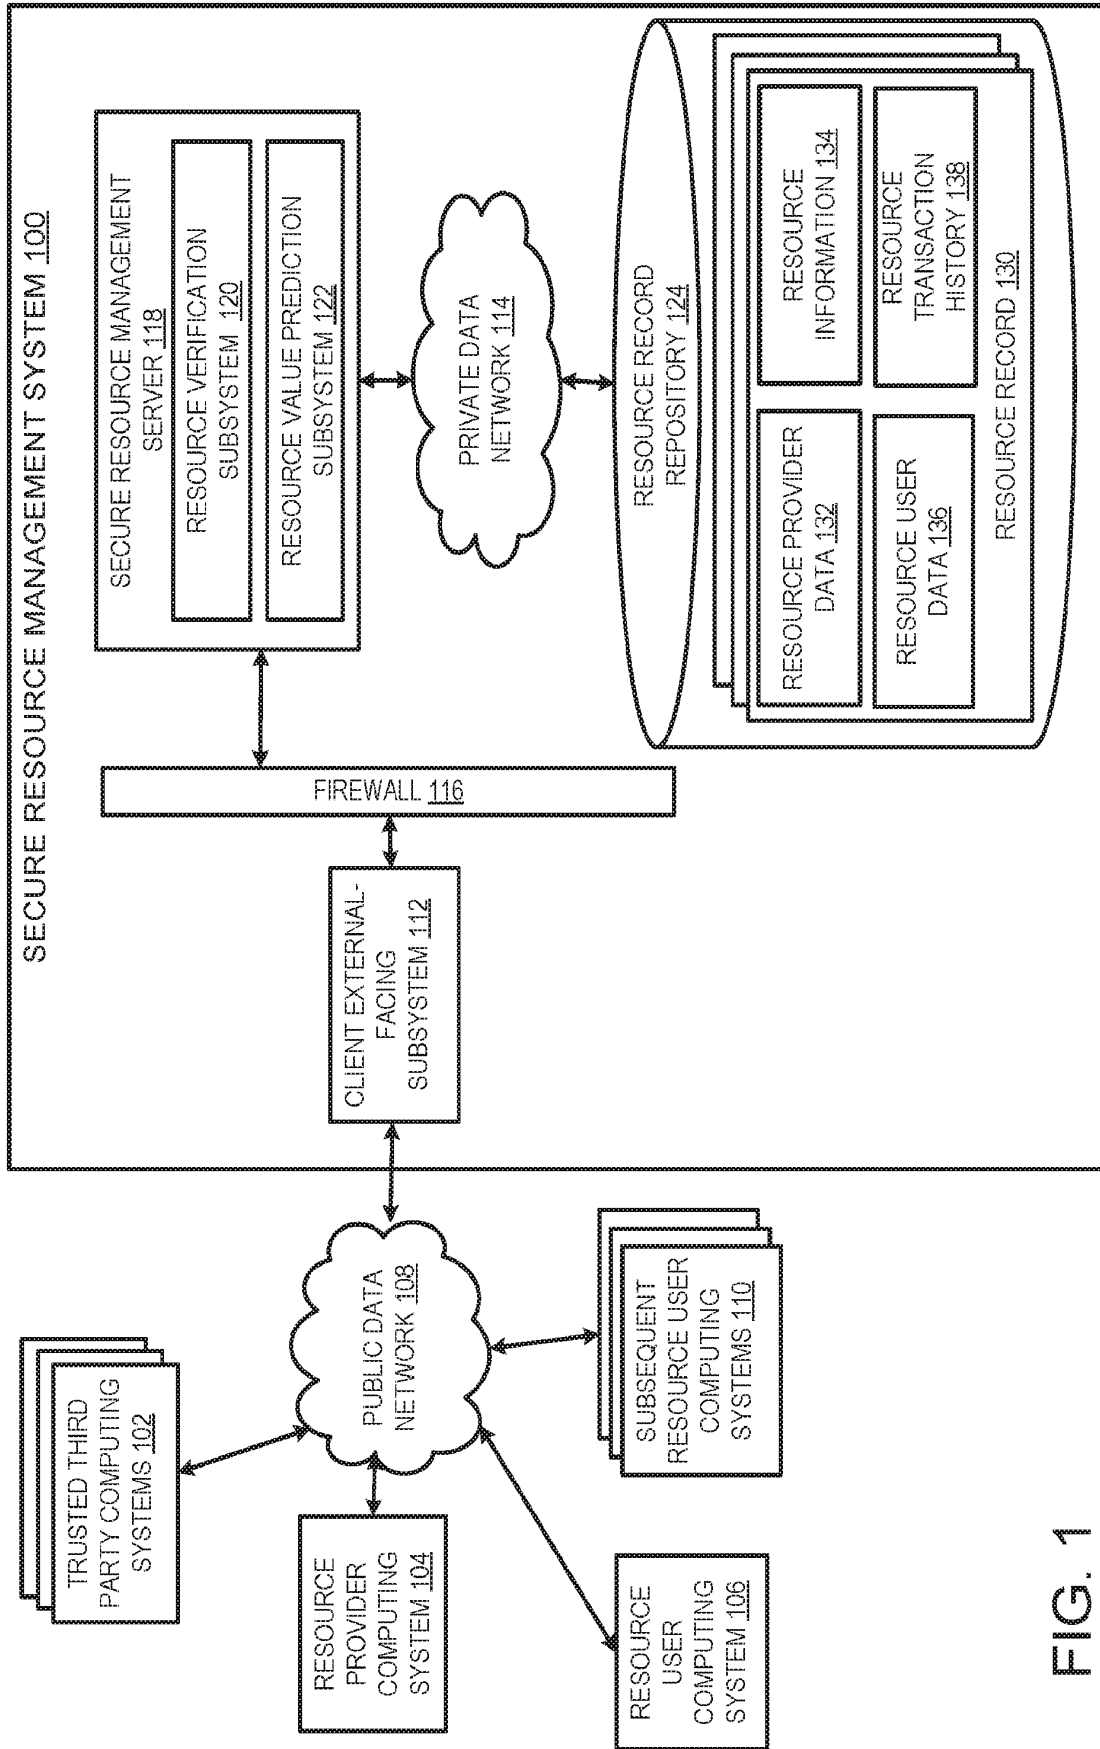 SECURE RESOURCE MANAGEMENT SYSTEM 100
TRUSTED THIRD
PARTY COMPUTING
SYSTEMS 102
RESOURCE
PROVIDER
COMPUTING
SYSTEM 104
RESOURCE
USER
COMPUTING
SYSTEM 106
PUBLIC DATA
NETWORK 108
SUBSEQUENT
RESOURCE USER
COMPUTING
SYSTEMS 110
CLIENT EXTERNAL-
FACING
SUBSYSTEM 112
FIREWALL 116
SECURE RESOURCE MANAGEMENT
SERVER 118
RESOURCE VERIFICATION
SUBSYSTEM 120
RESOURCE VALUE PREDICTION
SUBSYSTEM 122
PRIVATE DATA
NETWORK 114
RESOURCE RECORD
REPOSITORY 124
RESOURCE PROVIDER
DATA 132
RESOURCE
INFORMATION 134
RESOURCE USER
DATA 136
RESOURCE
TRANSACTION
HISTORY 138
RESOURCE RECORD 130
FIG. 1